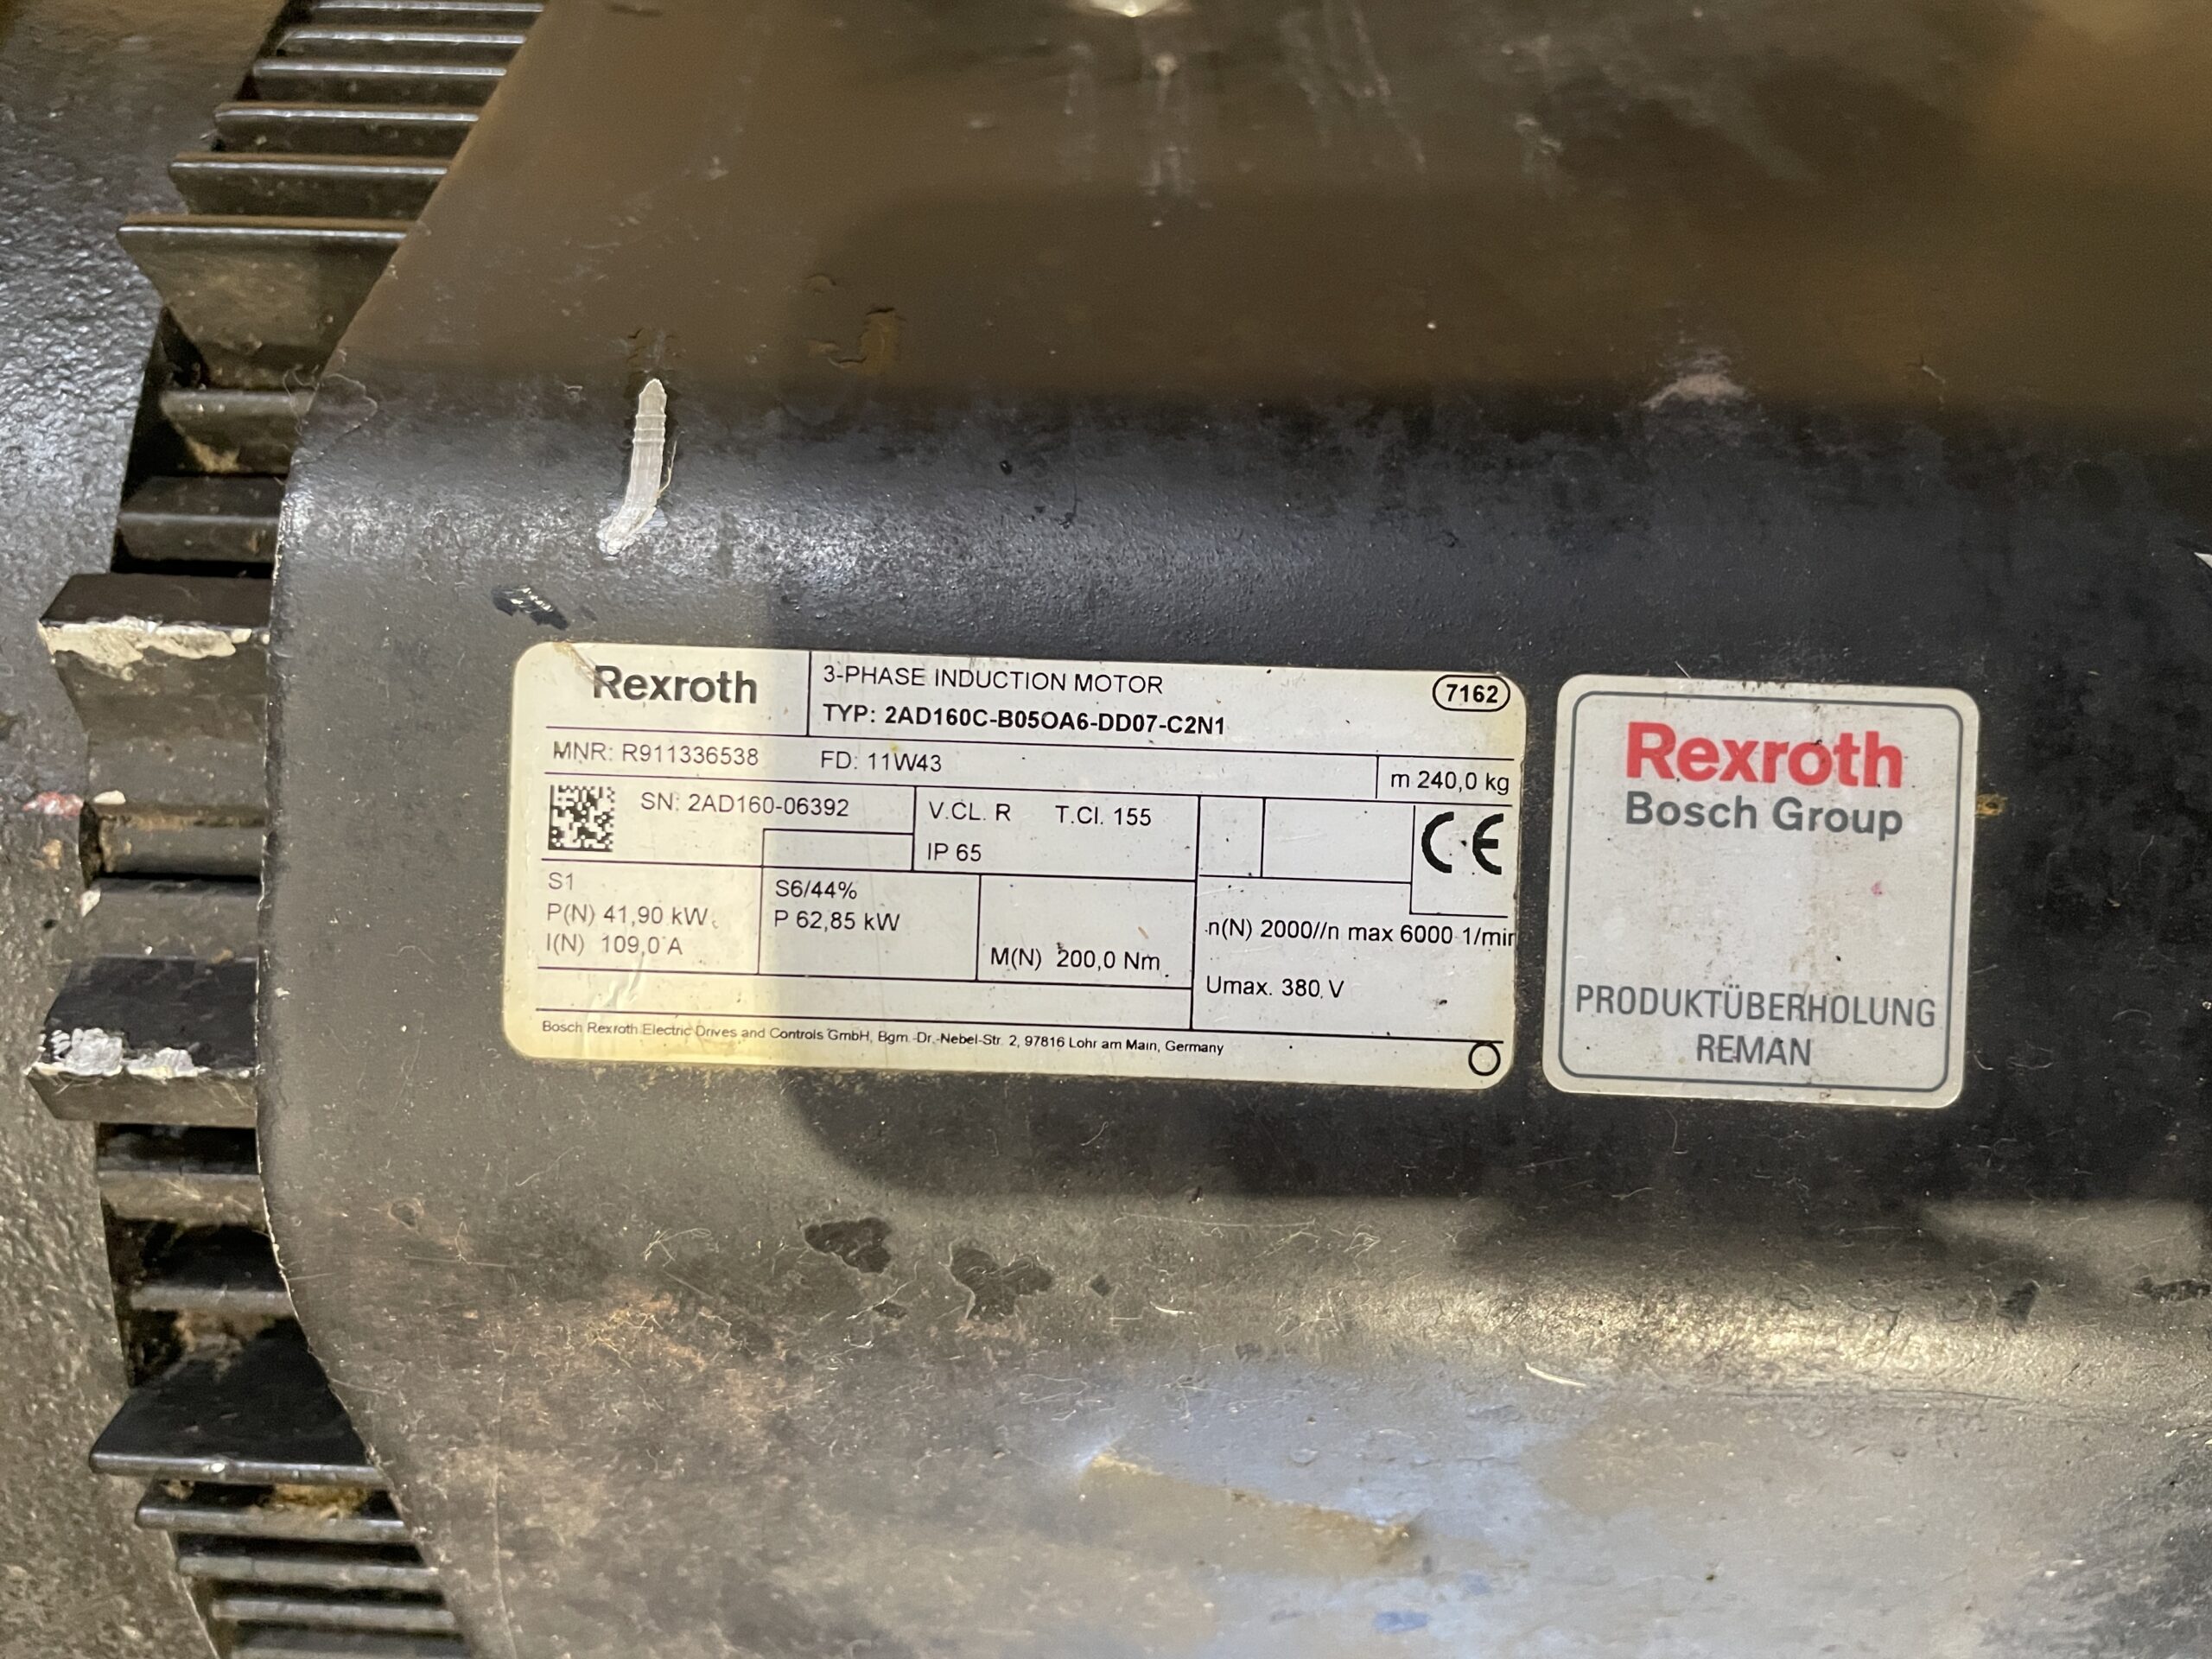 Rexroth
3-PHASE INDUCTION MOTOR
7162
TYP: 2AD160C-B05OA6-DD07-C2N1
MNR: R911336538 FD: 11W43
m 240,0 kg
SN: 2AD160-06392
V.CL. R T.Cl. 155
IP 65
CE
S1
P(N) 41,90 kW
I(N) 109,0 A
S6/44%
P 62,85 kW
M(N) 200,0 Nm
n(N) 2000//n max 6000 1/min
Umax. 380 V
Bosch Rexroth Electric Drives and Controls GmbH, Bgm.-Dr.-Nebel-Str. 2, 97816 Lohr am Main, Germany
Rexroth
Bosch Group
PRODUKTÜBERHOLUNG
REMAN